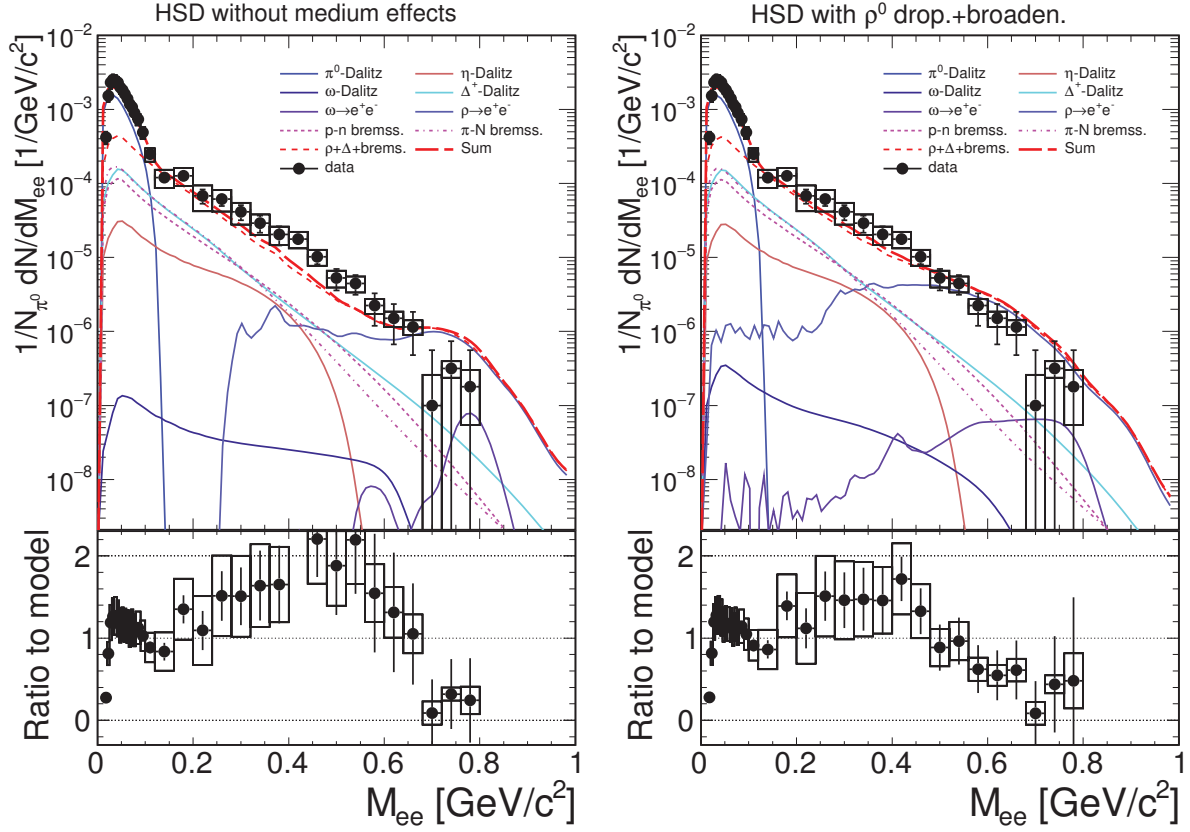 HSD without medium effects
1/N_π⁰ dN/dM_ee [1/GeV/c²]
10⁻²
10⁻³
10⁻⁴
10⁻⁵
10⁻⁶
10⁻⁷
10⁻⁸
π⁰-Dalitz
η-Dalitz
ω-Dalitz
Δ⁺-Dalitz
ω→e⁺e⁻
ρ→e⁺e⁻
p-n bremss.
π-N bremss.
ρ+Δ+brems.
Sum
data
Ratio to model
2
1
0
0 0.2 0.4 0.6 0.8 1
M_ee [GeV/c²]
HSD with ρ⁰ drop.+broaden.
1/N_π⁰ dN/dM_ee [1/GeV/c²]
10⁻²
10⁻³
10⁻⁴
10⁻⁵
10⁻⁶
10⁻⁷
10⁻⁸
π⁰-Dalitz
η-Dalitz
ω-Dalitz
Δ⁺-Dalitz
ω→e⁺e⁻
ρ→e⁺e⁻
p-n bremss.
π-N bremss.
ρ+Δ+brems.
Sum
data
Ratio to model
2
1
0
0 0.2 0.4 0.6 0.8 1
M_ee [GeV/c²]